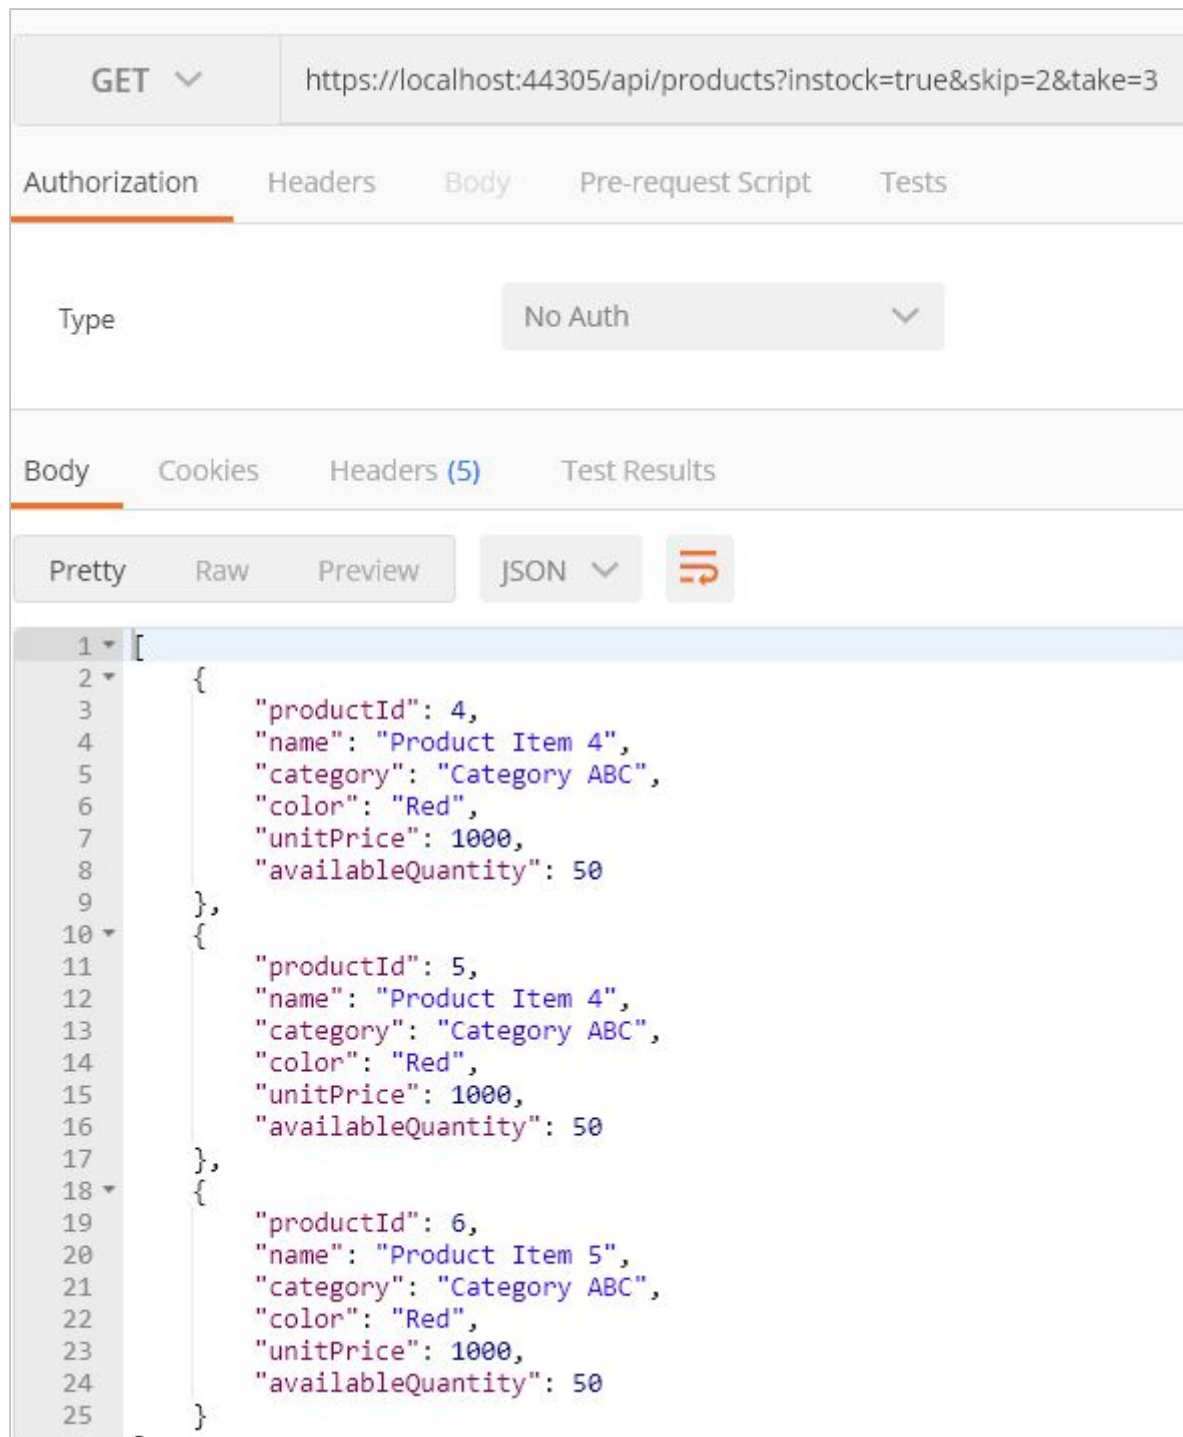 GET https://localhost:44305/api/products?instock=true&skip=2&take=3
Authorization Headers Body Pre-request Script Tests
Type No Auth
Body Cookies Headers (5) Test Results
Pretty Raw Preview JSON
1 [
2 {
3 "productId": 4,
4 "name": "Product Item 4",
5 "category": "Category ABC",
6 "color": "Red",
7 "unitPrice": 1000,
8 "availableQuantity": 50
9 },
10 {
11 "productId": 5,
12 "name": "Product Item 4",
13 "category": "Category ABC",
14 "color": "Red",
15 "unitPrice": 1000,
16 "availableQuantity": 50
17 },
18 {
19 "productId": 6,
20 "name": "Product Item 5",
21 "category": "Category ABC",
22 "color": "Red",
23 "unitPrice": 1000,
24 "availableQuantity": 50
25 }